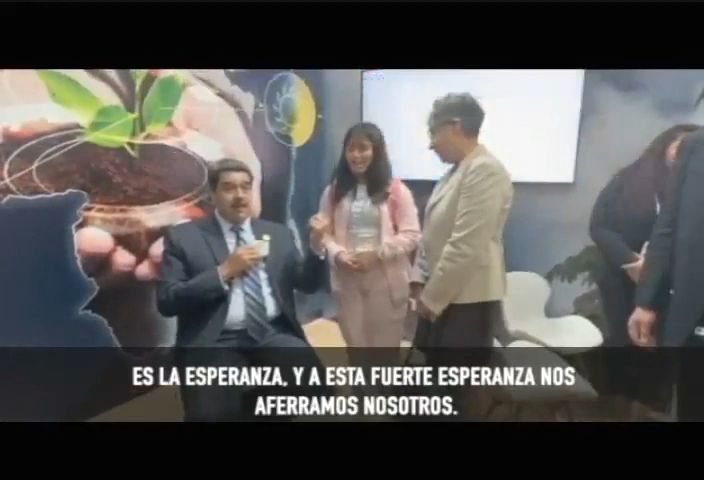 ES LA ESPERANZA. Y A ESTA FUERTE ESPERANZA NOS
AFERRAMOS NOSOTROS.